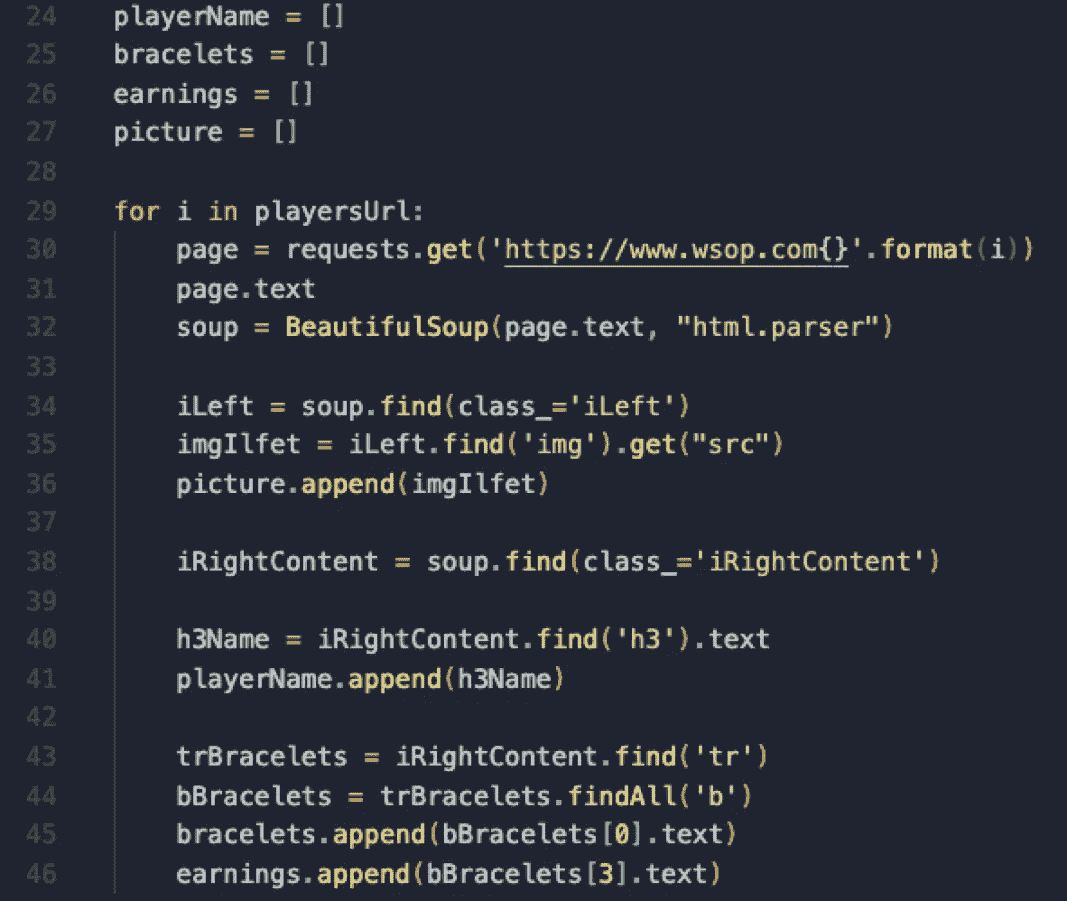 24 playerName = []
25 bracelets = []
26 earnings = []
27 picture = []
28
29 for i in playersUrl:
30 page = requests.get('https://www.wsop.com{}'.format(i))
31 page.text
32 soup = BeautifulSoup(page.text, "html.parser")
33
34 iLeft = soup.find(class_='iLeft')
35 imgIlfet = iLeft.find('img').get("src")
36 picture.append(imgIlfet)
37
38 iRightContent = soup.find(class_='iRightContent')
39
40 h3Name = iRightContent.find('h3').text
41 playerName.append(h3Name)
42
43 trBracelets = iRightContent.find('tr')
44 bBracelets = trBracelets.findAll('b')
45 bracelets.append(bBracelets[0].text)
46 earnings.append(bBracelets[3].text)